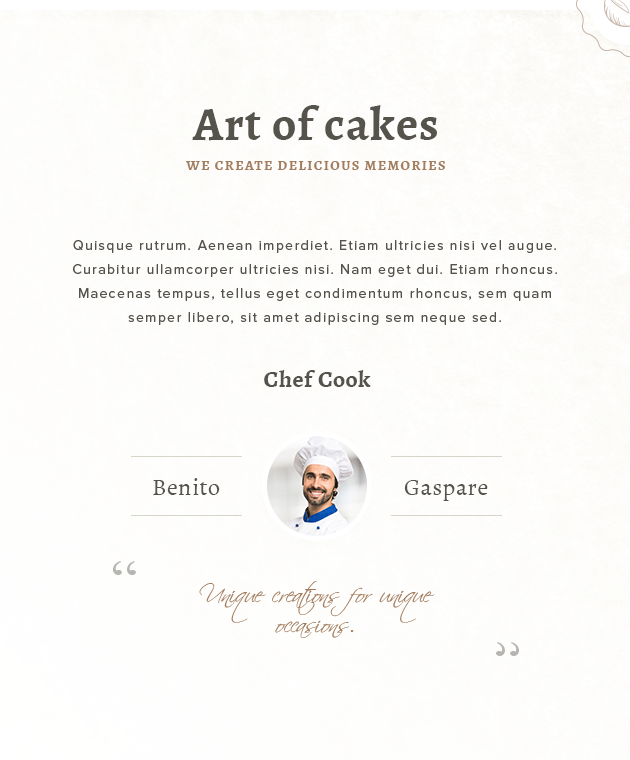 Art of cakes
WE CREATE DELICIOUS MEMORIES
Quisque rutrum. Aenean imperdiet. Etiam ultricies nisi vel augue.
Curabitur ullamcorper ultricies nisi. Nam eget dui. Etiam rhoncus.
Maecenas tempus, tellus eget condimentum rhoncus, sem quam
semper libero, sit amet adipiscing sem neque sed.
Chef Cook
Benito Gaspare
“ Unique creations for unique
occasions. ”